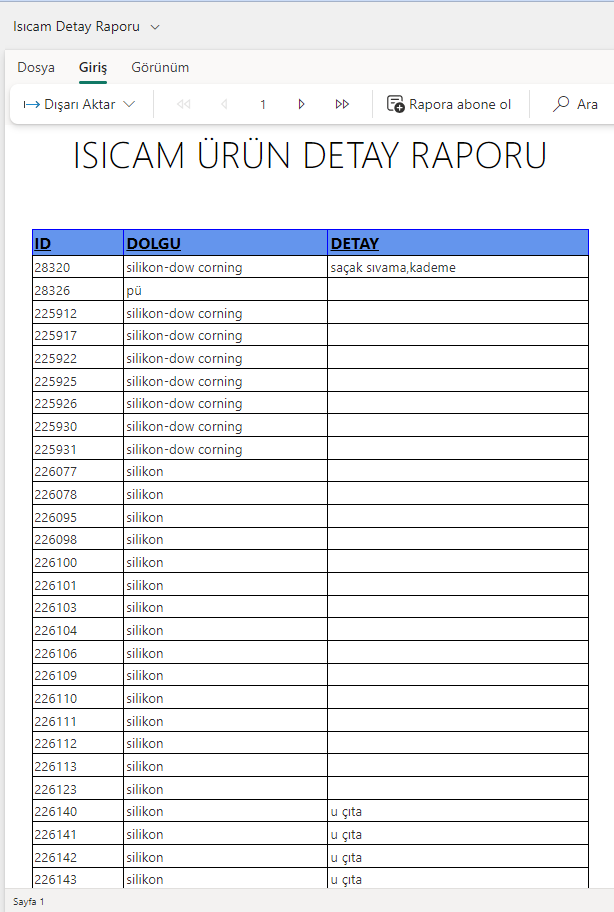 Isıcam Detay Raporu
Dosya Giriş Görünüm
Dışarı Aktar 1 Rapora abone ol Ara
ISICAM ÜRÜN DETAY RAPORU
ID DOLGU DETAY
28320 silikon-dow corning saçak sıvama,kademe
28326 pü
225912 silikon-dow corning
225917 silikon-dow corning
225922 silikon-dow corning
225925 silikon-dow corning
225926 silikon-dow corning
225930 silikon-dow corning
225931 silikon-dow corning
226077 silikon
226078 silikon
226095 silikon
226098 silikon
226100 silikon
226101 silikon
226103 silikon
226104 silikon
226106 silikon
226109 silikon
226110 silikon
226111 silikon
226112 silikon
226113 silikon
226123 silikon
226140 silikon u çıta
226141 silikon u çıta
226142 silikon u çıta
226143 silikon u çıta
Sayfa 1